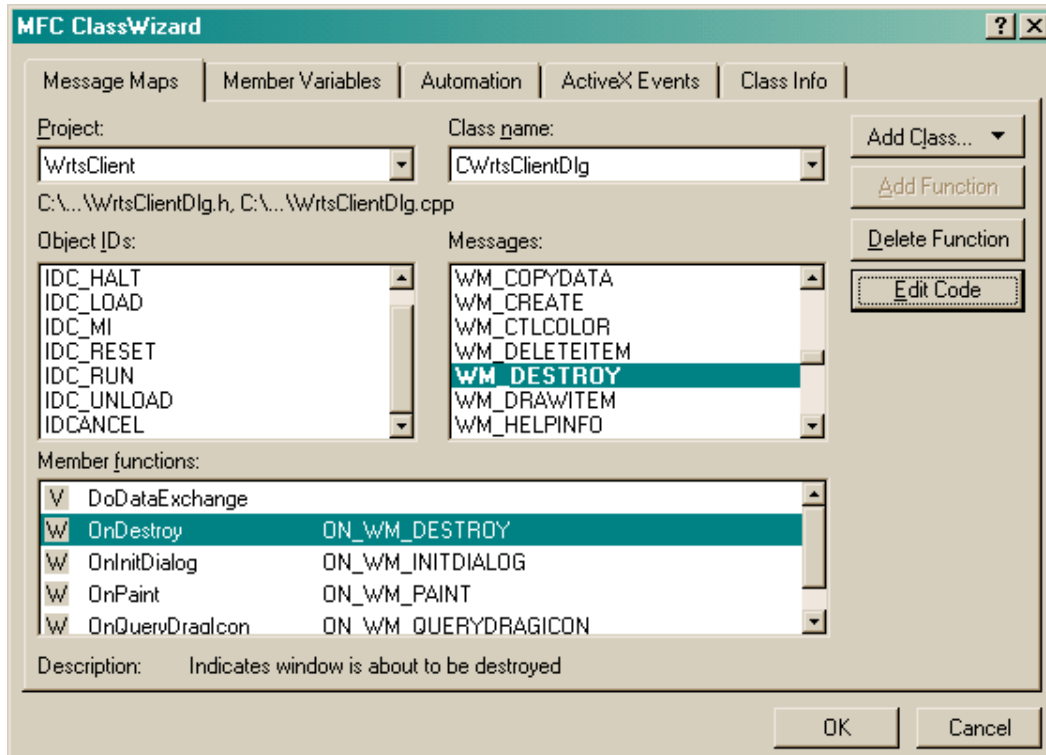 MFC ClassWizard
Message Maps Member Variables Automation ActiveX Events Class Info
Project:
WrtsClient
Class name:
CWrtsClientDlg
C:\...\WrtsClientDlg.h, C:\...\WrtsClientDlg.cpp
Object IDs:
IDC_HALT
IDC_LOAD
IDC_MI
IDC_RESET
IDC_RUN
IDC_UNLOAD
IDCANCEL
Messages:
WM_COPYDATA
WM_CREATE
WM_CTLCOLOR
WM_DELETEITEM
WM_DESTROY
WM_DRAWITEM
WM_HELPINFO
Add Class...
Add Function
Delete Function
Edit Code
Member functions:
V DoDataExchange
W OnDestroy ON_WM_DESTROY
W OnInitDialog ON_WM_INITDIALOG
W OnPaint ON_WM_PAINT
W OnQueryDragIcon ON_WM_QUERYDRAGICON
Description: Indicates window is about to be destroyed
OK Cancel